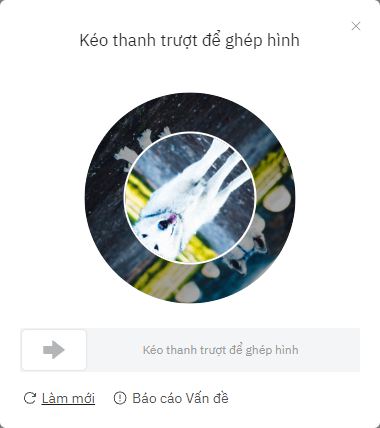 Kéo thanh trượt để ghép hình
Kéo thanh trượt để ghép hình
Làm mới
Báo cáo Vấn đề